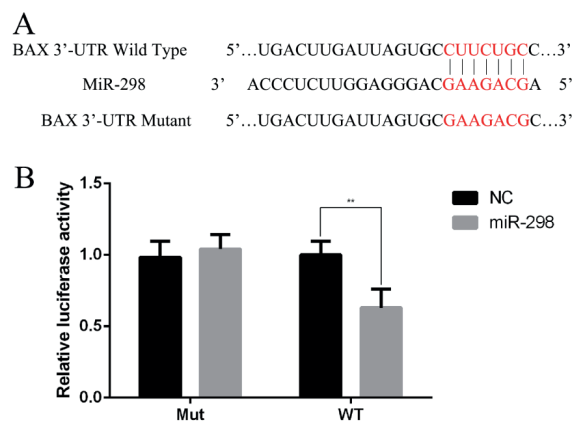 A
BAX 3’-UTR Wild Type 5’…UGACUUGAUUAGUGCCUUCUGCC…3’
MiR-298 3’ ACCCUCUUGGAGGGACGAAGACGA 5’
BAX 3’-UTR Mutant 5’…UGACUUGAUUAGUGCGAAGACGC…3’
B
Relative luciferase activity
1.5
1.0
0.5
0.0
**
Mut WT
NC
miR-298